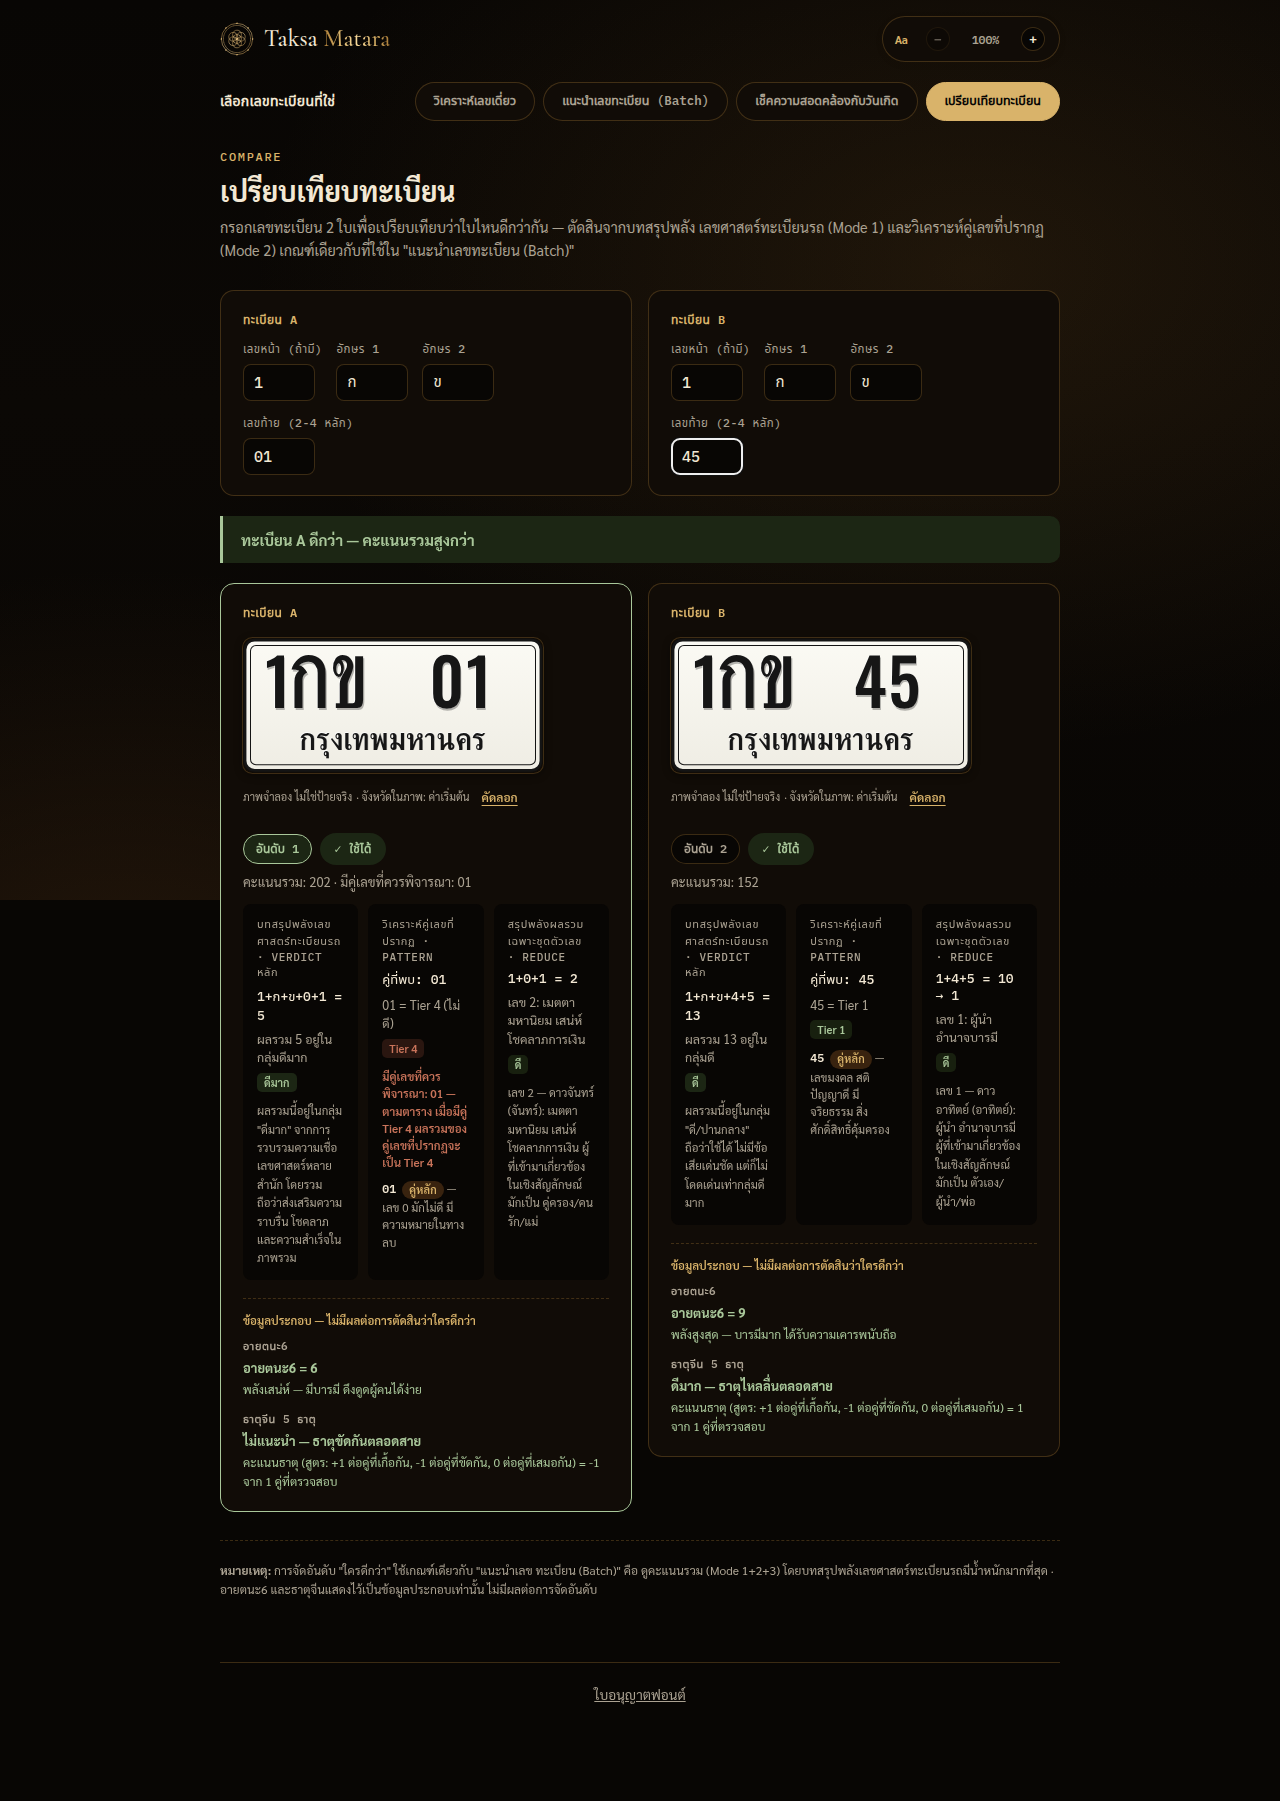 Taksa Matara
Aa − 100% +
เลือกเลขทะเบียนที่ใช่
วิเคราะห์เลขเดี่ยว
แนะนำเลขทะเบียน (Batch)
เช็คความสอดคล้องกับวันเกิด
เปรียบเทียบทะเบียน
COMPARE
เปรียบเทียบทะเบียน
กรอกเลขทะเบียน 2 ใบเพื่อเปรียบเทียบว่าใบไหนดีกว่ากัน — ตัดสินจากบทสรุปพลัง เลขศาสตร์ทะเบียนรถ (Mode 1) และวิเคราะห์คู่เลขที่ปรากฏ
(Mode 2) เกณฑ์เดียวกับที่ใช้ใน "แนะนำเลขทะเบียน (Batch)"
ทะเบียน A
เลขหน้า (ถ้ามี) อักษร 1 อักษร 2
1 ก ข
เลขท้าย (2-4 หลัก)
01
ทะเบียน B
เลขหน้า (ถ้ามี) อักษร 1 อักษร 2
1 ก ข
เลขท้าย (2-4 หลัก)
45
ทะเบียน A ดีกว่า — คะแนนรวมสูงกว่า
ทะเบียน A
1กข 01
กรุงเทพมหานคร
ภาพจำลอง ไม่ใช่ป้ายจริง · จังหวัดในภาพ: ค่าเริ่มต้น คัดลอก
อันดับ 1 ✓ ใช้ได้
คะแนนรวม: 202 · มีคู่เลขที่ควรพิจารณา: 01
บทสรุปพลังเลข
ศาสตร์ทะเบียนรถ
· VERDICT
หลัก
1+ก+ข+0+1 =
5
ผลรวม 5 อยู่ใน
กลุ่มดีมาก
ดีมาก
ผลรวมนี้อยู่ในกลุ่ม
"ดีมาก" จากการ
รวบรวมความเชื่อ
เลขศาสตร์หลาย
สำนัก โดยรวม
ถือว่าส่งเสริมความ
ราบรื่น โชคลาภ
และความสำเร็จใน
ภาพรวม
วิเคราะห์คู่เลขที่
ปรากฏ ·
PATTERN
คู่ที่พบ: 01
01 = Tier 4 (ไม่
ดี)
Tier 4
มีคู่เลขที่ควร
พิจารณา: 01 —
ตามตาราง เมื่อมีคู่
Tier 4 ผลรวมของ
คู่เลขที่ปรากฏจะ
เป็น Tier 4
01 คู่หลัก —
เลข 0 มักไม่ดี มี
ความหมายในทาง
ลบ
สรุปพลังผลรวม
เฉพาะชุดตัวเลข
· REDUCE
1+0+1 = 2
เลข 2: เมตตา
มหานิยม เสน่ห์
โชคลาภการเงิน
ดี
เลข 2 — ดาวจันทร์
(จันทร์): เมตตา
มหานิยม เสน่ห์
โชคลาภการเงิน ผู้
ที่เข้ามาเกี่ยวข้อง
ในเชิงสัญลักษณ์
มักเป็น คู่ครอง/คน
รัก/แม่
ข้อมูลประกอบ — ไม่มีผลต่อการตัดสินว่าใครดีกว่า
อายตนะ6
อายตนะ6 = 6
พลังเสน่ห์ — มีบารมี ดึงดูดผู้คนได้ง่าย
ธาตุจีน 5 ธาตุ
ไม่แนะนำ — ธาตุขัดกันตลอดสาย
คะแนนธาตุ (สูตร: +1 ต่อคู่ที่เกื้อกัน, -1 ต่อคู่ที่ขัดกัน, 0 ต่อคู่ที่เสมอกัน) = -1
จาก 1 คู่ที่ตรวจสอบ
ทะเบียน B
1กข 45
กรุงเทพมหานคร
ภาพจำลอง ไม่ใช่ป้ายจริง · จังหวัดในภาพ: ค่าเริ่มต้น คัดลอก
อันดับ 2 ✓ ใช้ได้
คะแนนรวม: 152
บทสรุปพลังเลข
ศาสตร์ทะเบียนรถ
· VERDICT
หลัก
1+ก+ข+4+5 =
13
ผลรวม 13 อยู่ใน
กลุ่มดี
ดี
ผลรวมนี้อยู่ในกลุ่ม
"ดี/ปานกลาง"
ถือว่าใช้ได้ ไม่มีข้อ
เสียเด่นชัด แต่ก็ไม่
โดดเด่นเท่ากลุ่มดี
มาก
วิเคราะห์คู่เลขที่
ปรากฏ ·
PATTERN
คู่ที่พบ: 45
45 = Tier 1
Tier 1
45 คู่หลัก —
เลขมงคล สติ
ปัญญาดี มี
จริยธรรม สิ่ง
ศักดิ์สิทธิ์คุ้มครอง
สรุปพลังผลรวม
เฉพาะชุดตัวเลข
· REDUCE
1+4+5 = 10
→ 1
เลข 1: ผู้นำ
อำนาจบารมี
ดี
เลข 1 — ดาว
อาทิตย์ (อาทิตย์):
ผู้นำ อำนาจบารมี
ผู้ที่เข้ามาเกี่ยวข้อง
ในเชิงสัญลักษณ์
มักเป็น ตัวเอง/
ผู้นำ/พ่อ
ข้อมูลประกอบ — ไม่มีผลต่อการตัดสินว่าใครดีกว่า
อายตนะ6
อายตนะ6 = 9
พลังสูงสุด — บารมีมาก ได้รับความเคารพนับถือ
ธาตุจีน 5 ธาตุ
ดีมาก — ธาตุไหลลื่นตลอดสาย
คะแนนธาตุ (สูตร: +1 ต่อคู่ที่เกื้อกัน, -1 ต่อคู่ที่ขัดกัน, 0 ต่อคู่ที่เสมอกัน) = 1
จาก 1 คู่ที่ตรวจสอบ
หมายเหตุ: การจัดอันดับ "ใครดีกว่า" ใช้เกณฑ์เดียวกับ "แนะนำเลข ทะเบียน (Batch)" คือ ดูคะแนนรวม (Mode 1+2+3) โดยบทสรุปพลังเลขศาสตร์ทะเบียนรถมีน้ำหนักมากที่สุด ·
อายตนะ6 และธาตุจีนแสดงไว้เป็นข้อมูลประกอบเท่านั้น ไม่มีผลต่อการจัดอันดับ
ใบอนุญาตฟอนต์